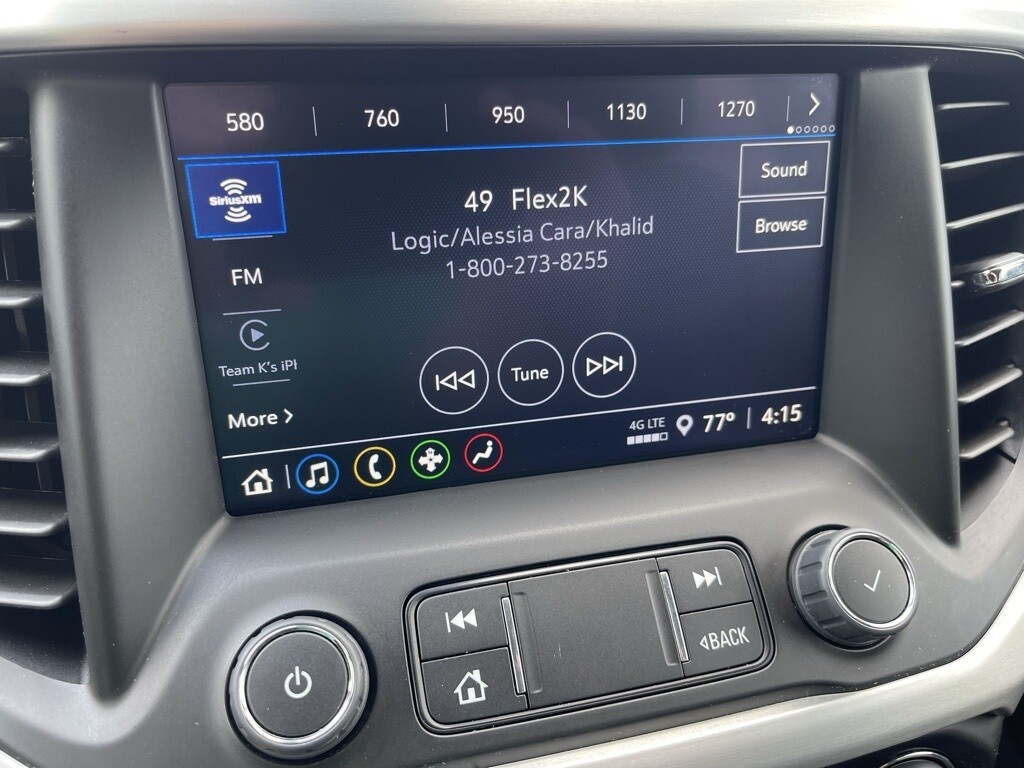 580 760 950 1130 1270
SiriusXM
49 Flex2K
Sound
Logic/Alessia Cara/Khalid
Browse
1-800-273-8255
FM
Team K's iPh
Tune
More
4G LTE
77° 4:15
BACK